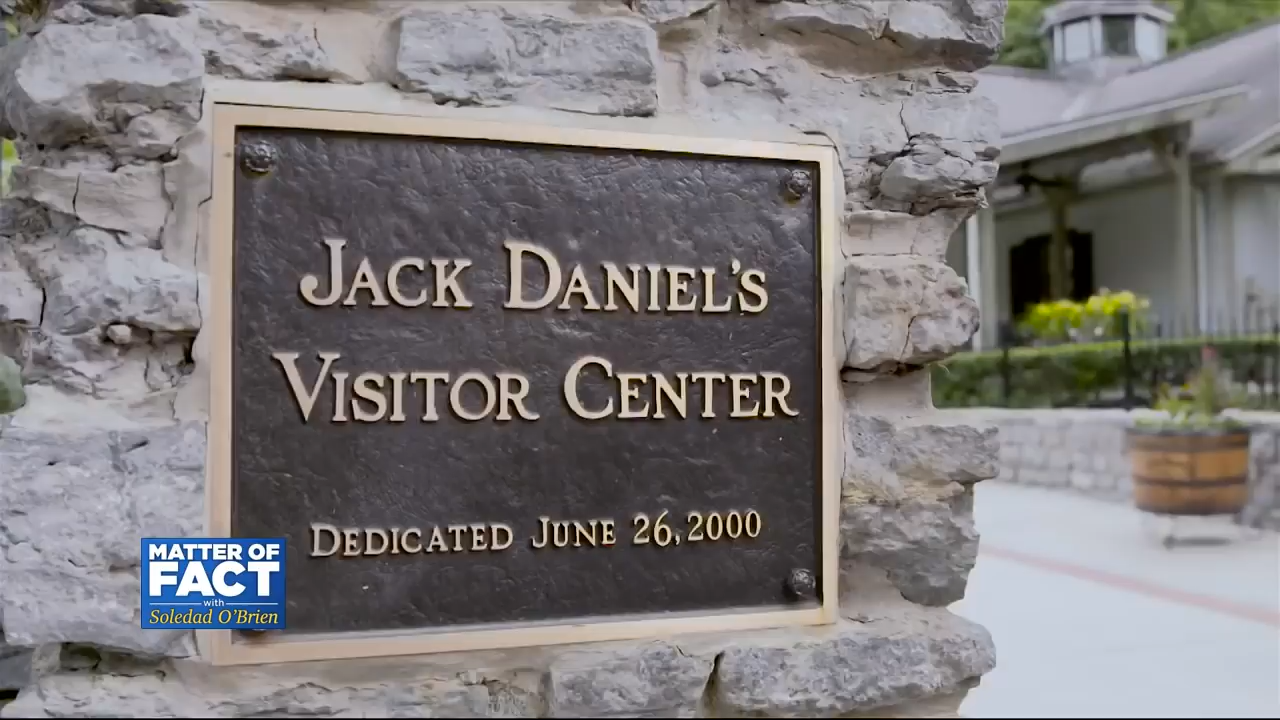 JACK DANIEL'S
VISITOR CENTER
DEDICATED JUNE 26, 2000
MATTER OF
FACT
with
Soledad O'Brien